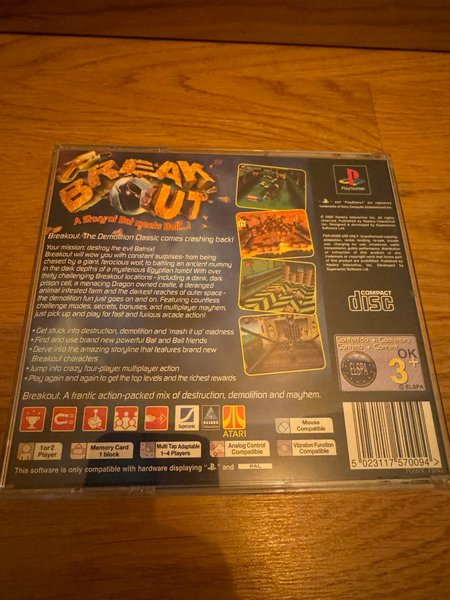 BREAK
OUT
A Story of Bat meets Ball...!
Breakout: The Demolition Classic comes crashing back!
Your mission: destroy the evil Batnix!
Breakout will wow you with constant surprises- from being
chased by a giant, ferocious wolf, to batting an ancient mummy
in the dark depths of a mysterious Egyptian tomb! With over
thirty challenging Breakout locations - including a dank, dark
prison cell, a menacing Dragon owned castle, a deranged
animal infested farm and the darkest reaches of outer space -
the demolition fun just goes on and on. Featuring countless
challenge modes, secrets, bonuses, and multiplayer mayhem,
just pick up and play for fast and furious arcade action!
• Get stuck into destruction, demolition and 'mash it up' madness
• Find and use brand new powerful Bat and Ball friends
• Delve into the amazing storyline that features brand new
Breakout characters
• Jump into crazy four-player multiplayer action
• Play again and again to get the top levels and the richest rewards
Breakout. A frantic action-packed mix of destruction, demolition and mayhem.
PlayStation
COMPACT
disc
OK
3+
ELSPA
© ELSPA
Supersonic
HASBRO
INTERACTIVE
ATARI
Mouse
Compatible
1 or 2
Player
Memory Card
1 block
Multi Tap Adaptable
1-4 Players
Analog Control
Compatible
Vibration Function
Compatible
This software is only compatible with hardware displaying " " and PAL
5 023117 570094 >